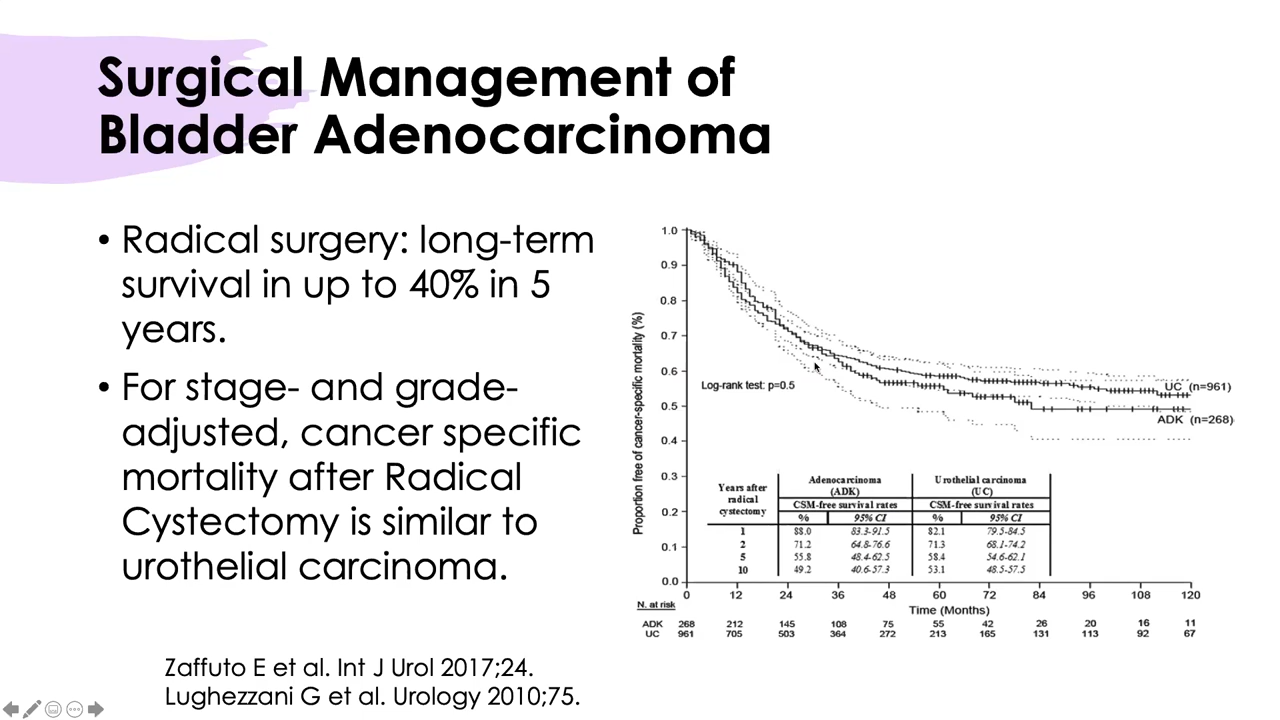 Surgical Management of
Bladder Adenocarcinoma
• Radical surgery: long-term
survival in up to 40% in 5
years.
• For stage- and grade-
adjusted, cancer specific
mortality after Radical
Cystectomy is similar to
urothelial carcinoma.
Zaffuto E et al. Int J Urol 2017;24.
Lughezzani G et al. Urology 2010;75.
Proportion free of cancer-specific mortality (%)
1.0
0.9
0.8
0.7
0.6
0.5
0.4
0.3
0.2
0.1
0.0
Log-rank test: p=0.5
UC (n=961)
ADK (n=268)
Years after radical cystectomy
Adenocarcinoma (ADK)
Urothelial carcinoma (UC)
CSM-free survival rates CSM-free survival rates
% 95% CI % 95% CI
1 88.0 83.3-91.5 82.1 79.5-84.5
2 71.2 64.8-76.6 71.3 68.1-74.2
5 55.8 48.4-62.5 58.4 54.6-62.1
10 49.2 40.6-57.3 53.1 48.5-57.5
0 12 24 36 48 60 72 84 96 108 120
Time (Months)
N. at risk
ADK 268 212 145 108 75 55 42 26 20 16 11
UC 961 705 503 364 272 213 165 131 113 92 67